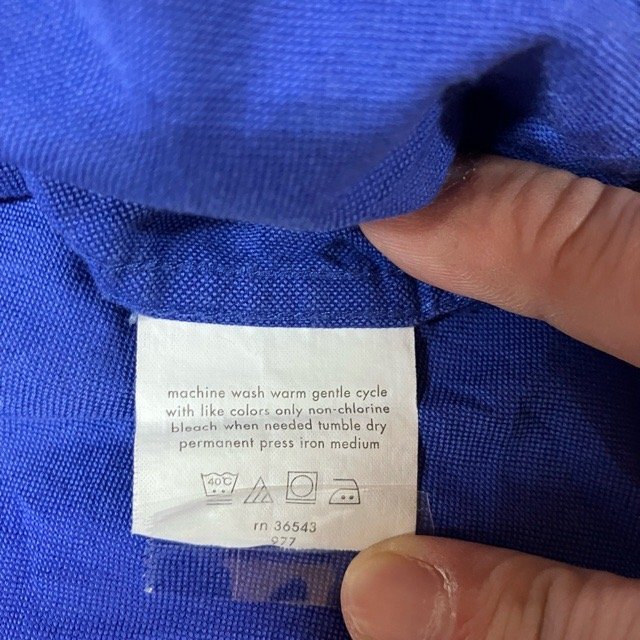 machine wash warm gentle cycle
with like colors only non-chlorine
bleach when needed tumble dry
permanent press iron medium
40°C
rn 36543
977